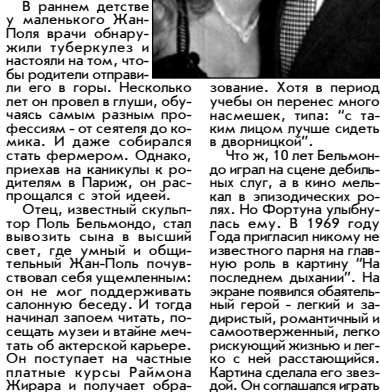 В раннем детстве
у маленького Жан-
Поля врачи обнару-
жили туберкулез и
настояли на том, что-
бы родители отправи-
ли его в горы. Несколько
лет он провел в глуши, обу-
чаясь самым разным про-
фессиям - от сеятеля до ко-
мика. И даже собирался
стать фермером. Однако,
приехав на каникулы к ро-
дителям в Париж, он рас-
прощался с этой идеей.
Отец, известный скульп-
тор Поль Бельмондо, стал
вывозить сына в высший
свет, где умный и общи-
тельный Жан-Поль почув-
ствовал себя ущемленным:
он не мог поддерживать
салонную беседу. И тогда
начинал запоем читать, по-
сещать музеи и втайне меч-
тать об актерской карьере.
Он поступает на частные
платные курсы Раймона
Жирара и получает обра-
зование. Хотя в период
учебы он перенес много
насмешек, типа: “с та-
ким лицом лучше сидеть
в дворницкой”.
Что ж, 10 лет Бельмон-
до играл на сцене дебиль-
ных слуг, а в кино мель-
кал в эпизодических ро-
лях. Но Фортуна улыбну-
лась ему. В 1969 году
Года пригласил никому не
известного парня на глав-
ную роль в картину “На
последнем дыхании”. На
экране появился обаятель-
ный герой - легкий и за-
диристый, романтичный и
самоотверженный, легко
рискующий жизнью и лег-
ко с ней расстающийся.
Картина сделала его звез-
дой. Он соглашался играть